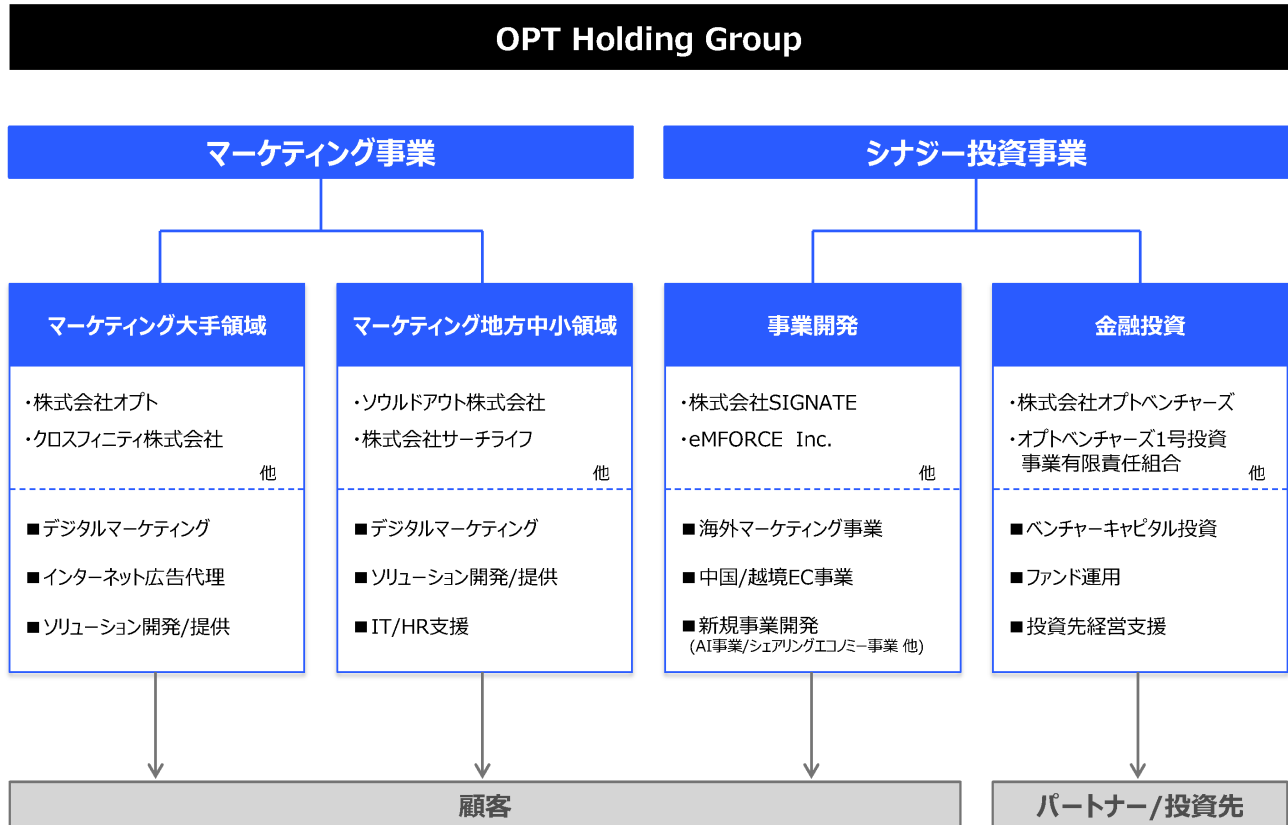 OPT Holding Group
マーケティング事業
シナジー投資事業
マーケティング大手領域
・株式会社オプト
・クロスフィニティ株式会社
他
■デジタルマーケティング
■インターネット広告代理
■ソリューション開発/提供
マーケティング地方中小領域
・ソウルドアウト株式会社
・株式会社サーチライフ
他
■デジタルマーケティング
■ソリューション開発/提供
■IT/HR支援
事業開発
・株式会社SIGNATE
・eMFORCE Inc.
他
■海外マーケティング事業
■中国/越境EC事業
■新規事業開発
(AI事業/シェアリングエコノミー事業 他)
金融投資
・株式会社オプトベンチャーズ
・オプトベンチャーズ1号投資
事業有限責任組合
他
■ベンチャーキャピタル投資
■ファンド運用
■投資先経営支援
顧客
パートナー/投資先